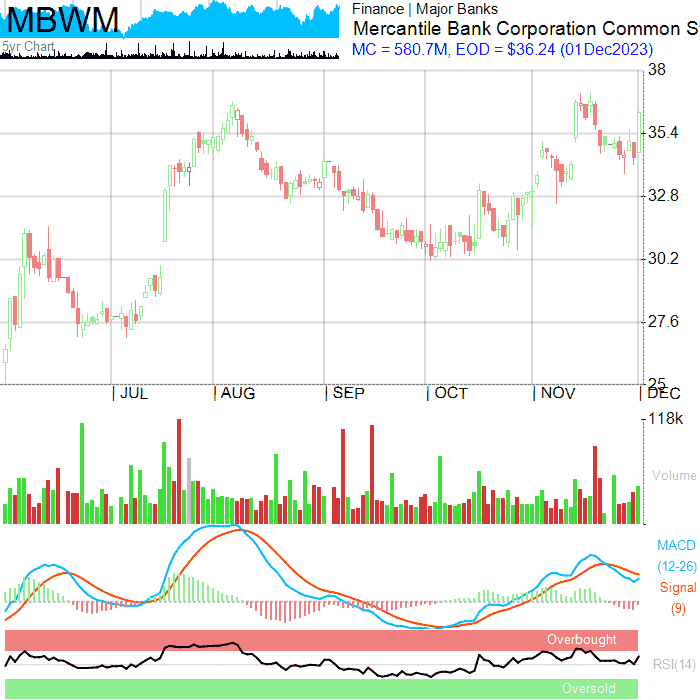 MBWM
5yr Chart
Finance | Major Banks
Mercantile Bank Corporation Common S
MC = 580.7M, EOD = $36.24 (01Dec2023)
38
35.4
32.8
30.2
27.6
25
JUL AUG SEP OCT NOV DEC
118k
Volume
MACD
(12-26)
Signal
(9)
Overbought
RSI(14)
Oversold